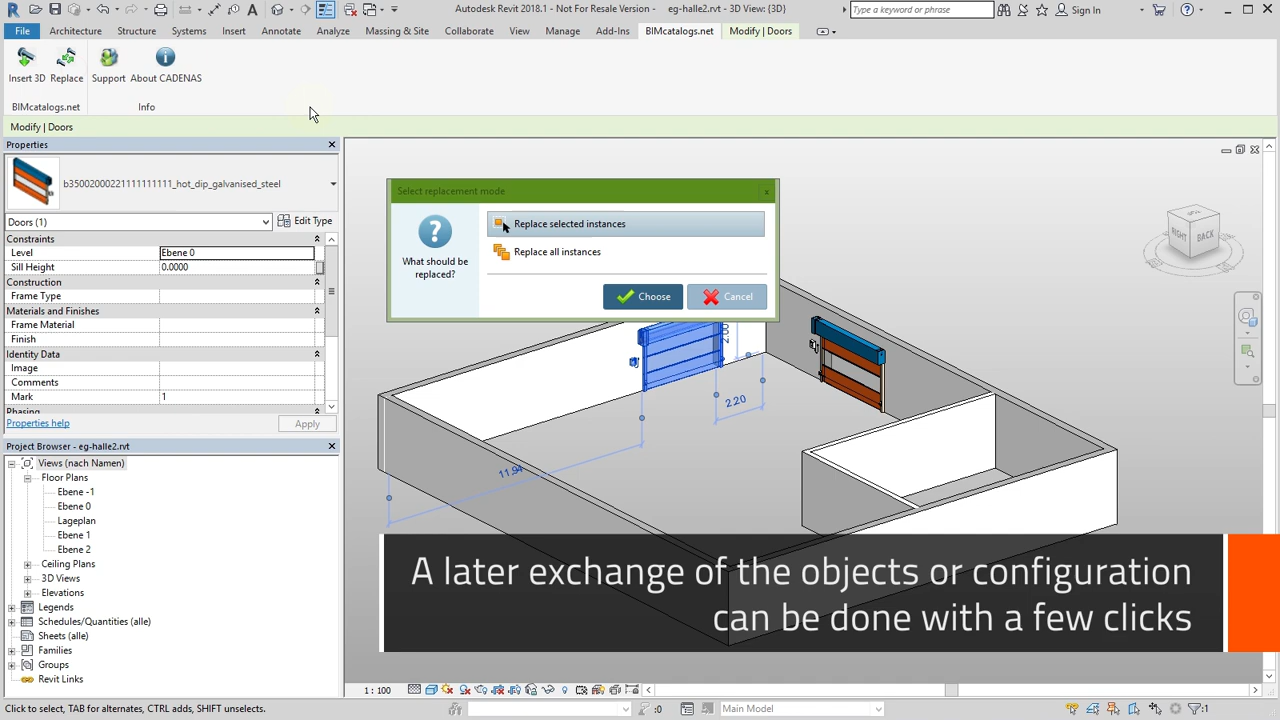 Autodesk Revit 2018.1 - Not For Resale Version - eg-halle2.rvt - 3D View: {3D}
Type a keyword or phrase
Sign In
File Architecture Structure Systems Insert Annotate Analyze Massing & Site Collaborate View Manage Add-Ins BIMcatalogs.net Modify | Doors
Insert 3D Replace Support About CADENAS
BIMcatalogs.net Info
Modify | Doors
Properties
b35002000221111111111_hot_dip_galvanised_steel
Doors (1)
Edit Type
Constraints
Level Ebene 0
Sill Height 0.0000
Construction
Frame Type
Materials and Finishes
Frame Material
Finish
Identity Data
Image
Comments
Mark 1
Phasing
Properties help
Apply
Project Browser - eg-halle2.rvt
Views (nach Namen)
Floor Plans
Ebene -1
Ebene 0
Lageplan
Ebene 1
Ebene 2
Ceiling Plans
3D Views
Elevations
Legends
Schedules/Quantities (alle)
Sheets (alle)
Families
Groups
Revit Links
Select replacement mode
What should be
replaced?
Replace selected instances
Replace all instances
Choose
Cancel
RIGHT BACK
2.00
2.20
11.94
A later exchange of the objects or configuration
can be done with a few clicks
1 : 100
Click to select, TAB for alternates, CTRL adds, SHIFT unselects.
:0
Main Model
:1